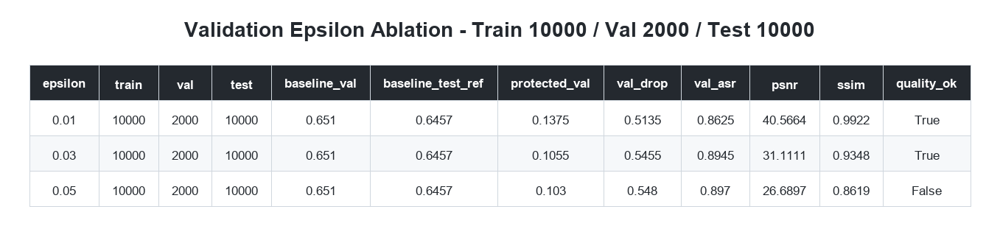 Validation Epsilon Ablation - Train 10000 / Val 2000 / Test 10000
epsilon train val test baseline_val baseline_test_ref protected_val val_drop val_asr psnr ssim quality_ok
0.01 10000 2000 10000 0.651 0.6457 0.1375 0.5135 0.8625 40.5664 0.9922 True
0.03 10000 2000 10000 0.651 0.6457 0.1055 0.5455 0.8945 31.1111 0.9348 True
0.05 10000 2000 10000 0.651 0.6457 0.103 0.548 0.897 26.6897 0.8619 False